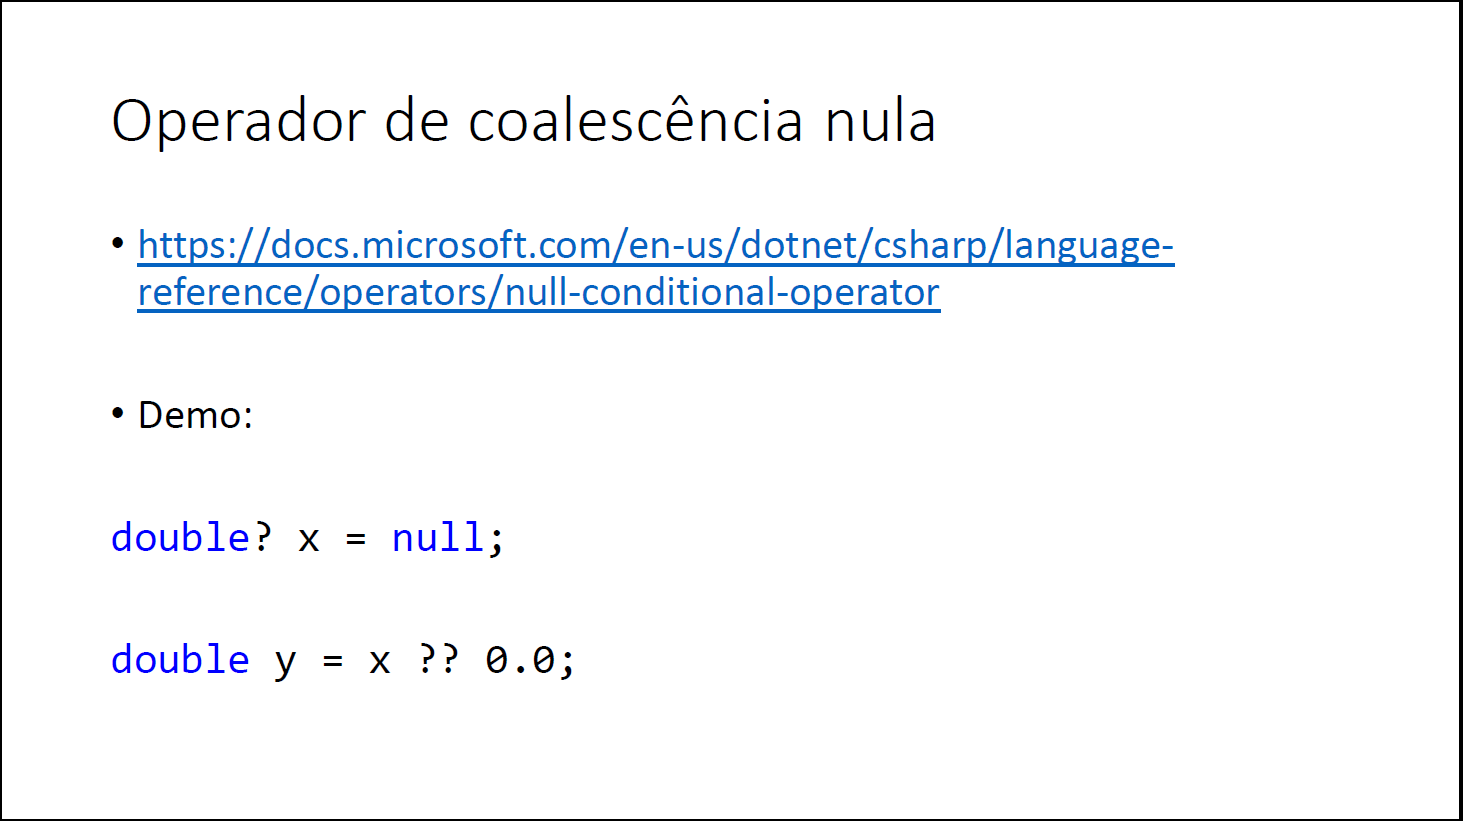 Operador de coalescência nula
• https://docs.microsoft.com/en-us/dotnet/csharp/language-
reference/operators/null-conditional-operator
• Demo:
double? x = null;
double y = x ?? 0.0;